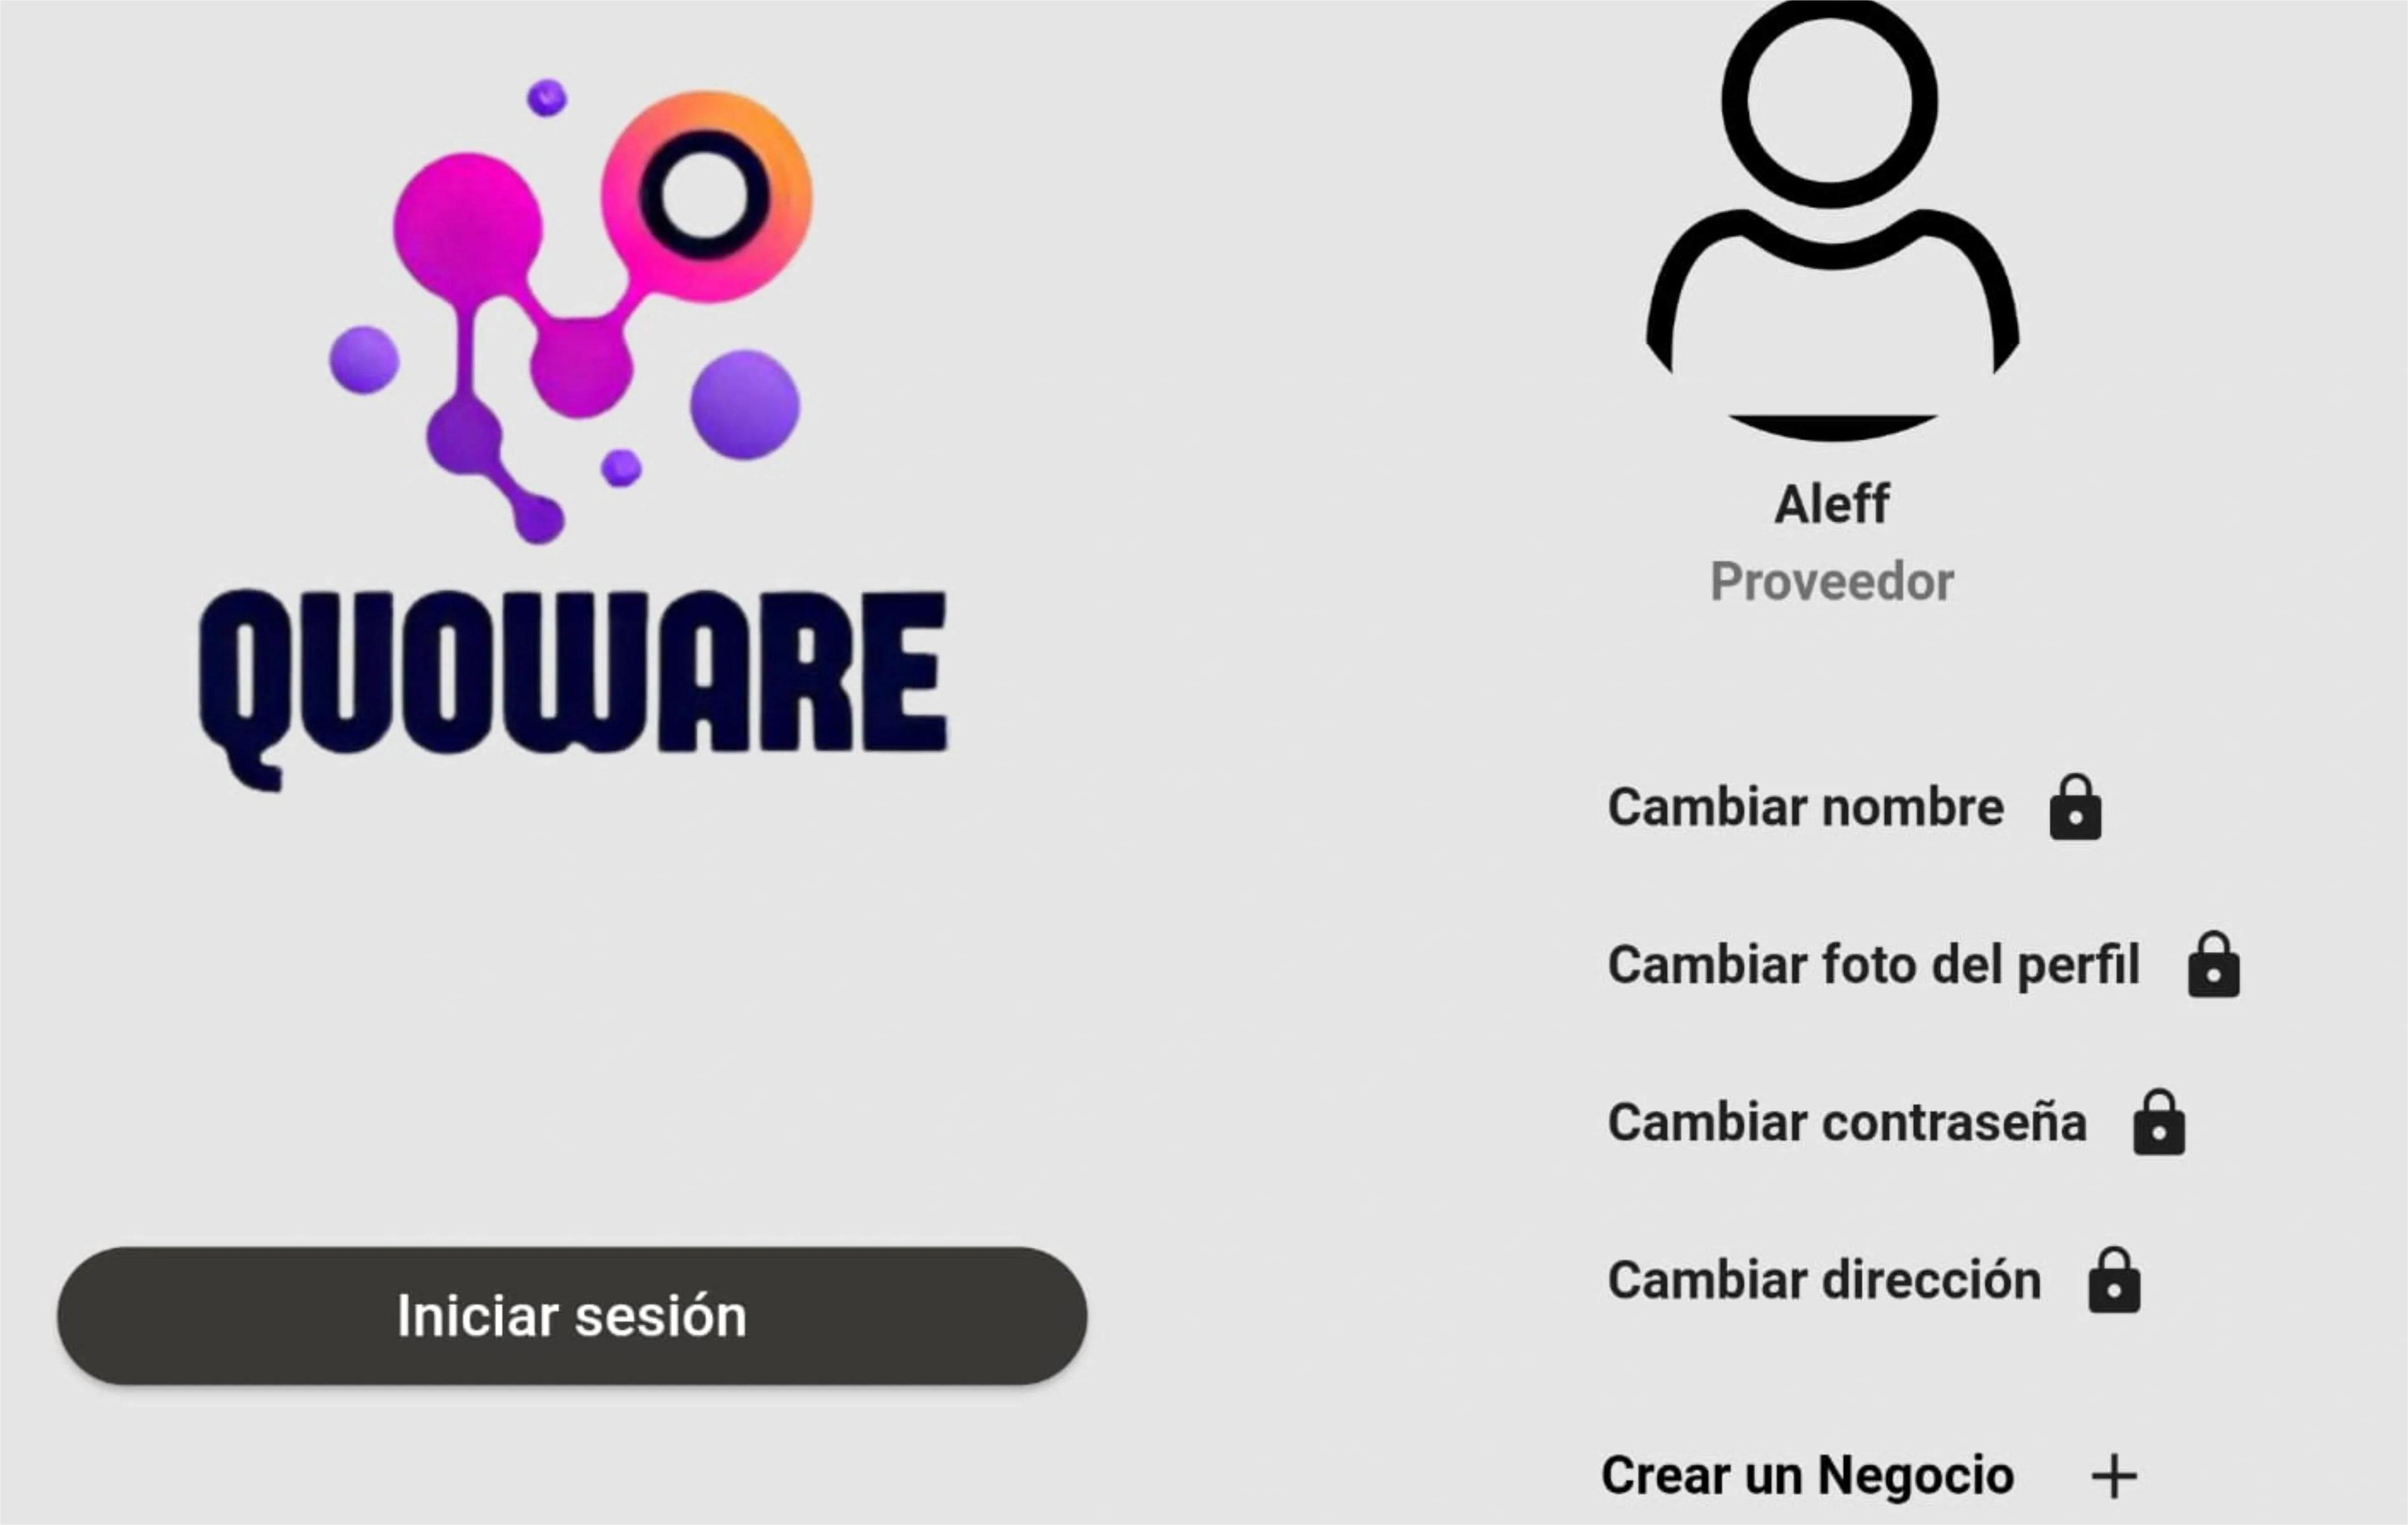 QUOWARE
Iniciar sesión
Aleff
Proveedor
Cambiar nombre
Cambiar foto del perfil
Cambiar contraseña
Cambiar dirección
Crear un Negocio +